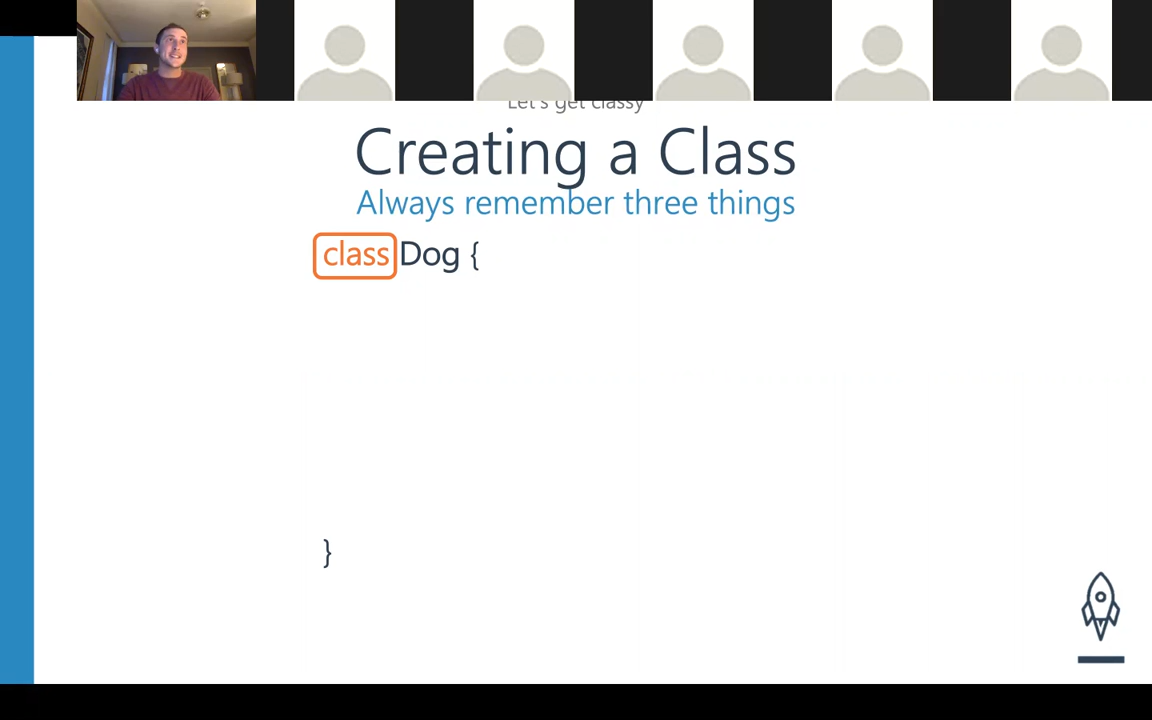 Let's get classy
Creating a Class
Always remember three things
class Dog {
}